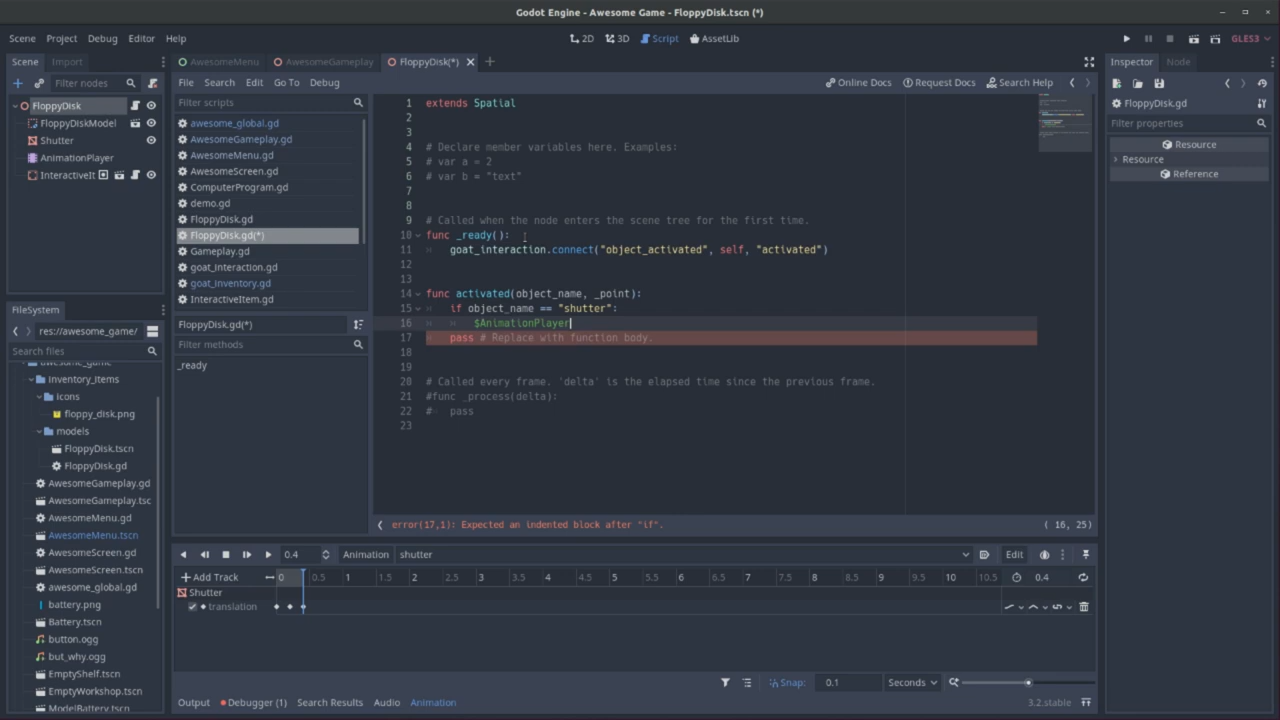 Godot Engine - Awesome Game - FloppyDisk.tscn (*)
Scene Project Debug Editor Help
2D 3D Script AssetLib
GLES3
Scene Import
Filter nodes
FloppyDisk
FloppyDiskModel
Shutter
AnimationPlayer
InteractiveIt
FileSystem
res://awesome_game/
Search files
awesome_game
inventory_items
icons
floppy_disk.png
models
FloppyDisk.tscn
FloppyDisk.gd
AwesomeGameplay.gd
AwesomeGameplay.tsc
AwesomeMenu.gd
AwesomeMenu.tscn
AwesomeScreen.gd
AwesomeScreen.tscn
awesome_global.gd
battery.png
Battery.tscn
button.ogg
but_why.ogg
EmptyShelf.tscn
EmptyWorkshop.tscn
ModelBattery.tscn
AwesomeMenu AwesomeGameplay FloppyDisk(*)
File Search Edit Go To Debug
Online Docs Request Docs Search Help
Filter scripts
awesome_global.gd
AwesomeGameplay.gd
AwesomeMenu.gd
AwesomeScreen.gd
ComputerProgram.gd
demo.gd
FloppyDisk.gd
FloppyDisk.gd(*)
Gameplay.gd
goat_interaction.gd
goat_inventory.gd
InteractiveItem.gd
FloppyDisk.gd(*)
Filter methods
_ready
1 extends Spatial
2
3
4 # Declare member variables here. Examples:
5 # var a = 2
6 # var b = "text"
7
8
9 # Called when the node enters the scene tree for the first time.
10 func _ready():
11 goat_interaction.connect("object_activated", self, "activated")
12
13
14 func activated(object_name, _point):
15 if object_name == "shutter":
16 $AnimationPlayer
17 pass # Replace with function body.
18
19
20 # Called every frame. 'delta' is the elapsed time since the previous frame.
21 #func _process(delta):
22 # pass
23
error(17,1): Expected an indented block after "if".
( 16, 25)
0.4 Animation shutter Edit
Add Track 0 0.5 1 1.5 2 2.5 3 3.5 4 4.5 5 5.5 6 6.5 7 7.5 8 8.5 9 9.5 10 10.5 0.4
Shutter
translation
Snap: 0.1 Seconds
Output Debugger (1) Search Results Audio Animation
3.2.stable
Inspector Node
FloppyDisk.gd
Filter properties
Resource
Resource
Reference